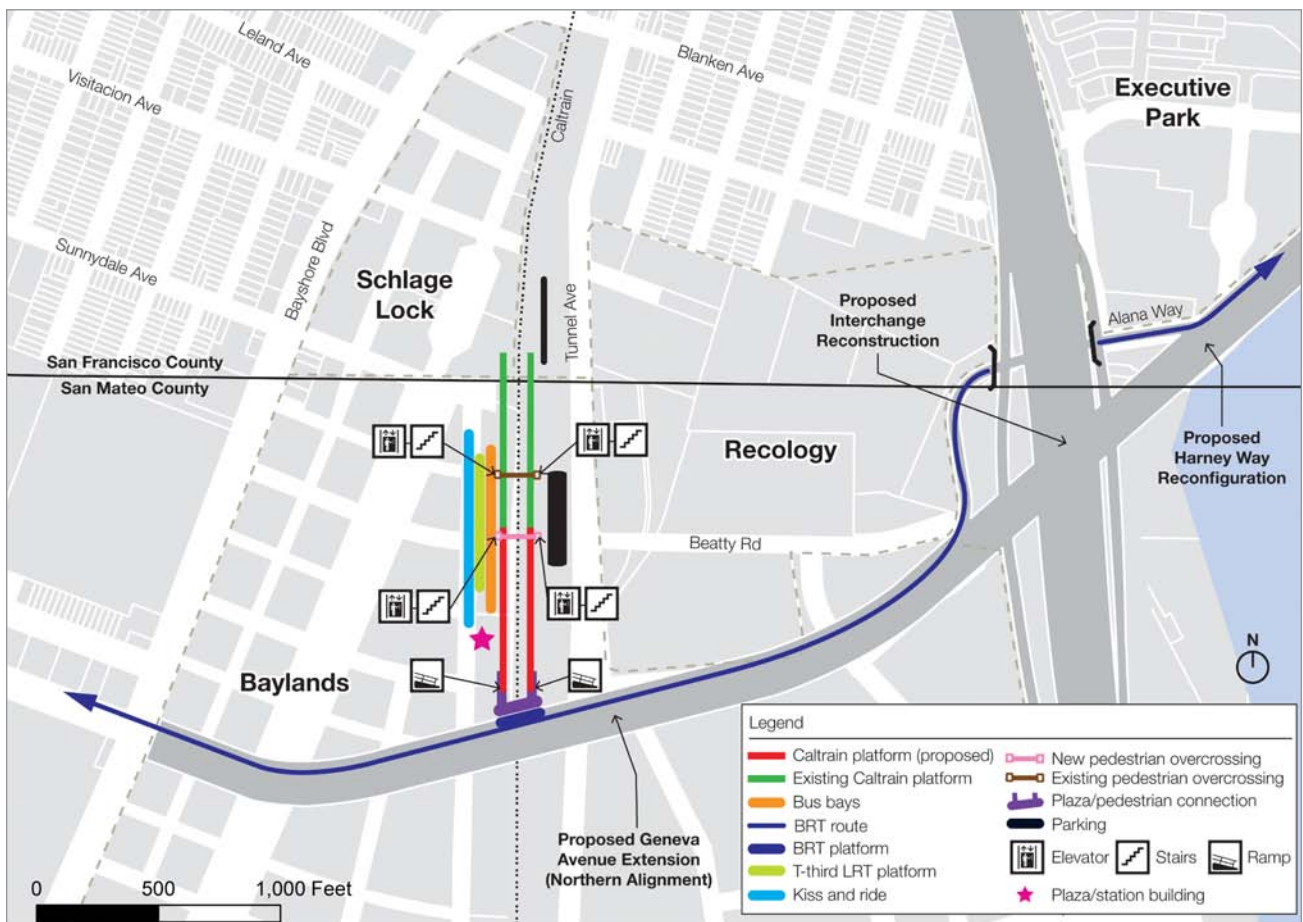 Leland Ave
Visitacion Ave
Sunnydale Ave
Bayshore Blvd
Caltrain
Blanken Ave
Tunnel Ave
Executive
Park
Schlage
Lock
Proposed
Interchange
Reconstruction
Alana Way
San Francisco County
San Mateo County
Recology
Proposed
Harney Way
Reconfiguration
Beatty Rd
Baylands
N
Proposed Geneva
Avenue Extension
(Northern Alignment)
0 500 1,000 Feet
Legend
Caltrain platform (proposed)
Existing Caltrain platform
Bus bays
BRT route
BRT platform
T-third LRT platform
Kiss and ride
New pedestrian overcrossing
Existing pedestrian overcrossing
Plaza/pedestrian connection
Parking
Elevator Stairs Ramp
Plaza/station building